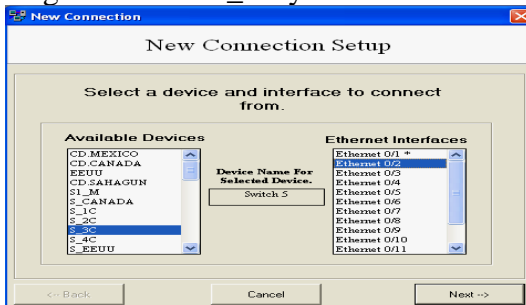 New Connection
New Connection Setup
Select a device and interface to connect
from.
Available Devices
CD.MEXICO
CD.CANADA
EEUU
CD.SAHAGUN
S1_M
S_CANADA
S_1C
S_2C
S_3C
S_4C
S_EEUU
Device Name For
Selected Device.
Switch 5
Ethernet Interfaces
Ethernet 0/1 *
Ethernet 0/2
Ethernet 0/3
Ethernet 0/4
Ethernet 0/5
Ethernet 0/6
Ethernet 0/7
Ethernet 0/8
Ethernet 0/9
Ethernet 0/10
Ethernet 0/11
<-- Back
Cancel
Next -->